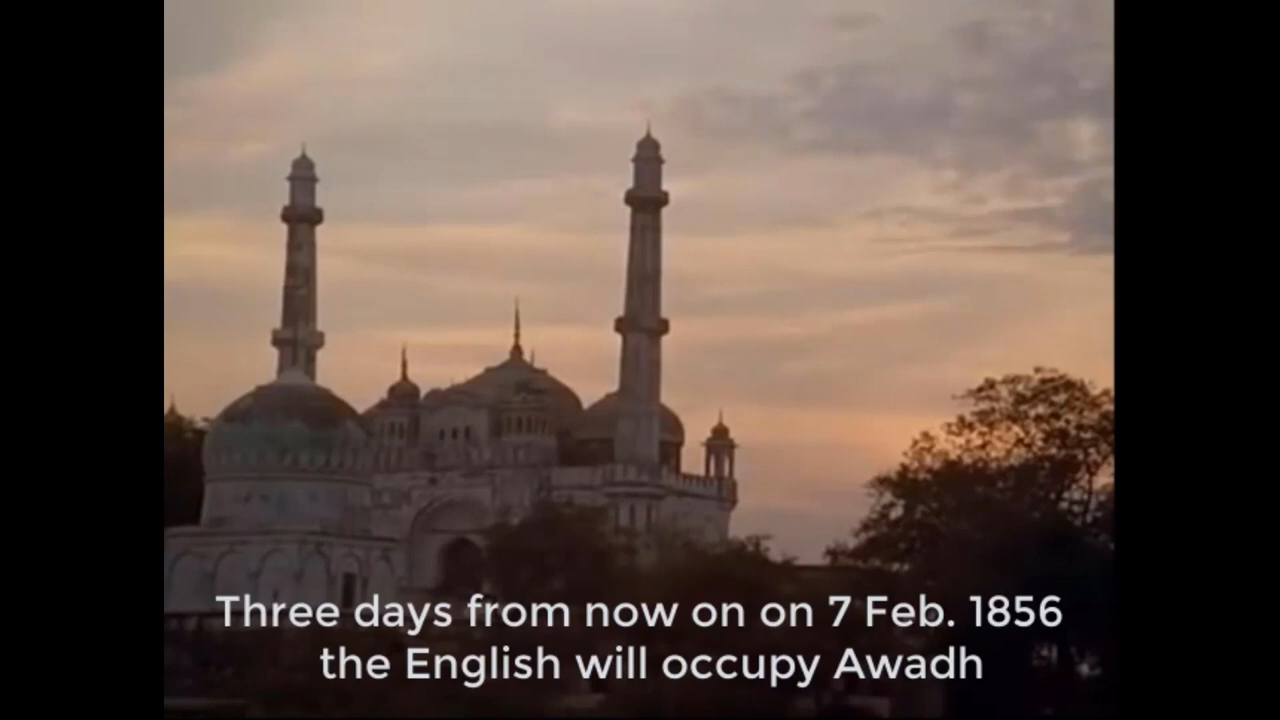 Three days from now on on 7 Feb. 1856
the English will occupy Awadh